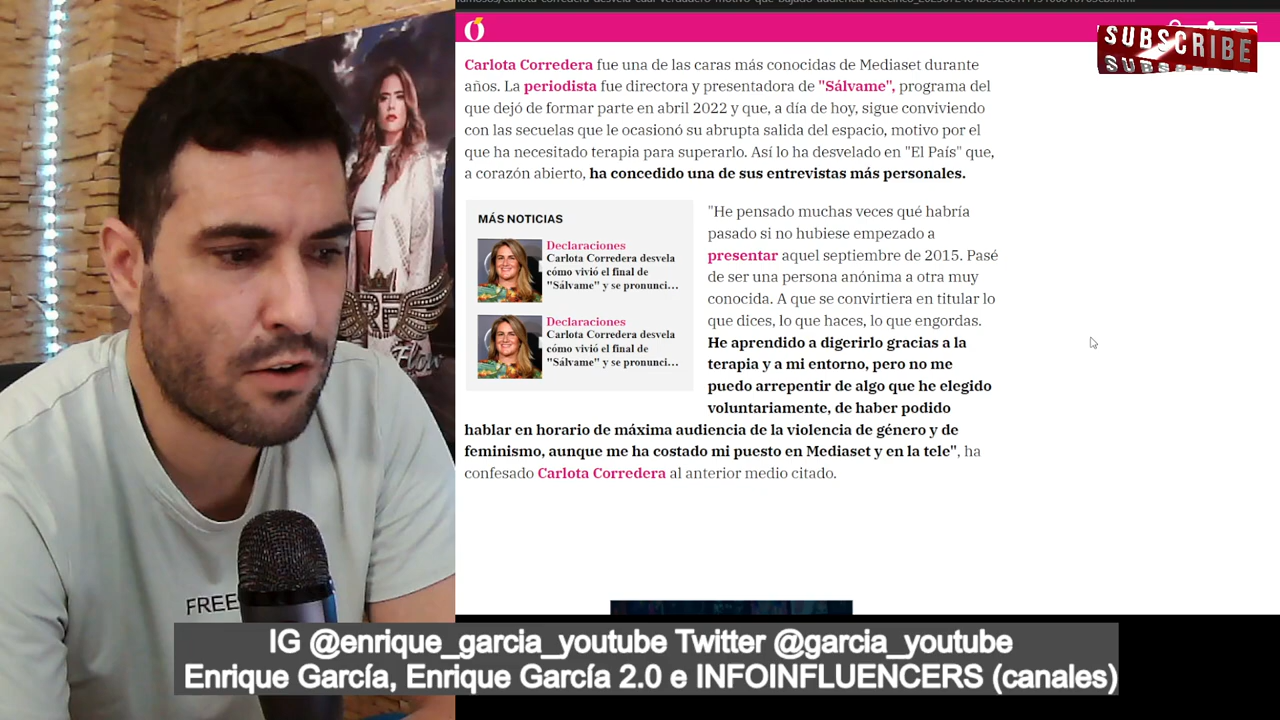 SUBSCRIBE
Carlota Corredera fue una de las caras más conocidas de Mediaset durante
años. La periodista fue directora y presentadora de "Sálvame", programa del
que dejó de formar parte en abril 2022 y que, a día de hoy, sigue conviviendo
con las secuelas que le ocasionó su abrupta salida del espacio, motivo por el
que ha necesitado terapia para superarlo. Así lo ha desvelado en "El País" que,
a corazón abierto, ha concedido una de sus entrevistas más personales.
MÁS NOTICIAS
Declaraciones
Carlota Corredera desvela
cómo vivió el final de
"Sálvame" y se pronunci...
Declaraciones
Carlota Corredera desvela
cómo vivió el final de
"Sálvame" y se pronunci...
"He pensado muchas veces qué habría
pasado si no hubiese empezado a
presentar aquel septiembre de 2015. Pasé
de ser una persona anónima a otra muy
conocida. A que se convirtiera en titular lo
que dices, lo que haces, lo que engordas.
He aprendido a digerirlo gracias a la
terapia y a mi entorno, pero no me
puedo arrepentir de algo que he elegido
voluntariamente, de haber podido
hablar en horario de máxima audiencia de la violencia de género y de
feminismo, aunque me ha costado mi puesto en Mediaset y en la tele", ha
confesado Carlota Corredera al anterior medio citado.
RF
Flow
FREE
IG @enrique_garcia_youtube Twitter @garcia_youtube
Enrique García, Enrique García 2.0 e INFOINFLUENCERS (canales)